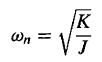 ωₙ = √(K/J)